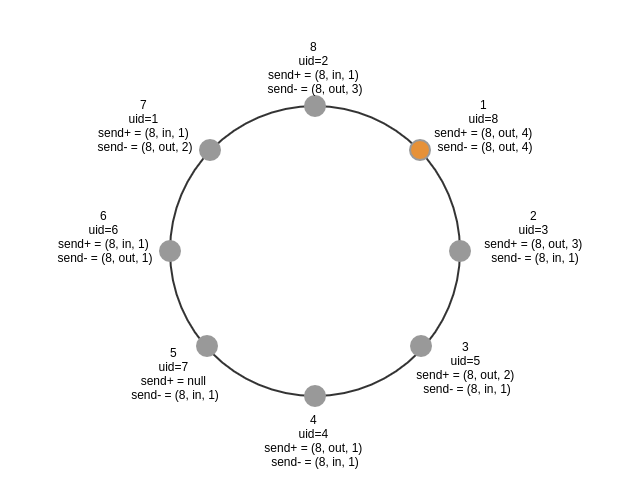 8
uid=2
send+ = (8, in, 1)
send- = (8, out, 3)
1
uid=8
send+ = (8, out, 4)
send- = (8, out, 4)
2
uid=3
send+ = (8, out, 3)
send- = (8, in, 1)
3
uid=5
send+ = (8, out, 2)
send- = (8, in, 1)
4
uid=4
send+ = (8, out, 1)
send- = (8, in, 1)
5
uid=7
send+ = null
send- = (8, in, 1)
6
uid=6
send+ = (8, in, 1)
send- = (8, out, 1)
7
uid=1
send+ = (8, in, 1)
send- = (8, out, 2)